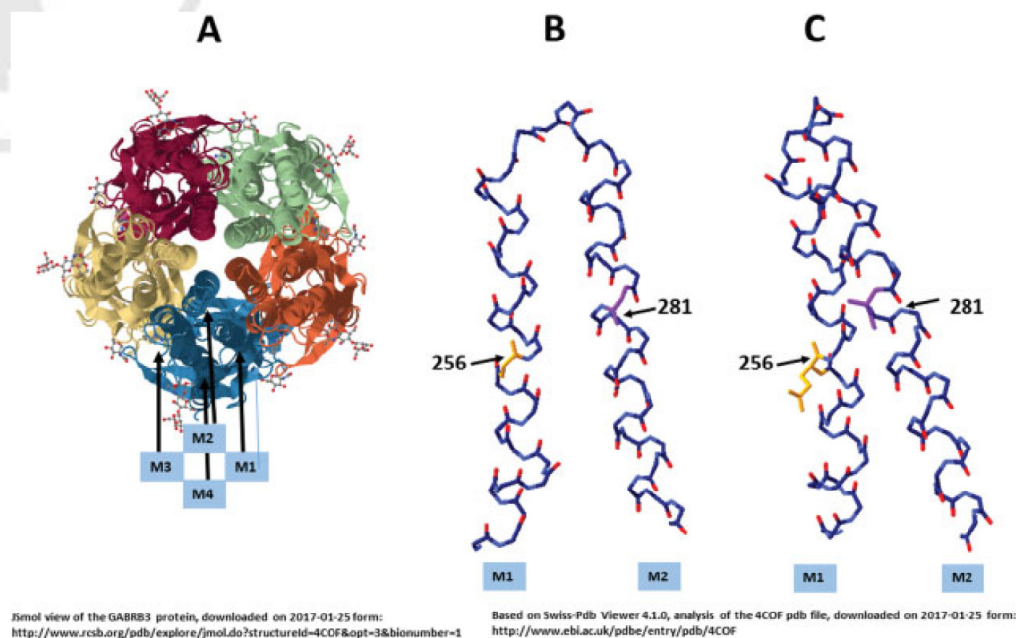 A
B
C
256
281
256
281
M2
M3
M1
M4
M1
M2
M1
M2
JSmol view of the GABRB3 protein, downloaded on 2017-01-25 form:
http://www.rcsb.org/pdb/explore/jmol.do?structureId=4COF&opt=3&bionumber=1
Based on Swiss-Pdb Viewer 4.1.0, analysis of the 4COF pdb file, downloaded on 2017-01-25 form:
http://www.ebi.ac.uk/pdbe/entry/pdb/4COF